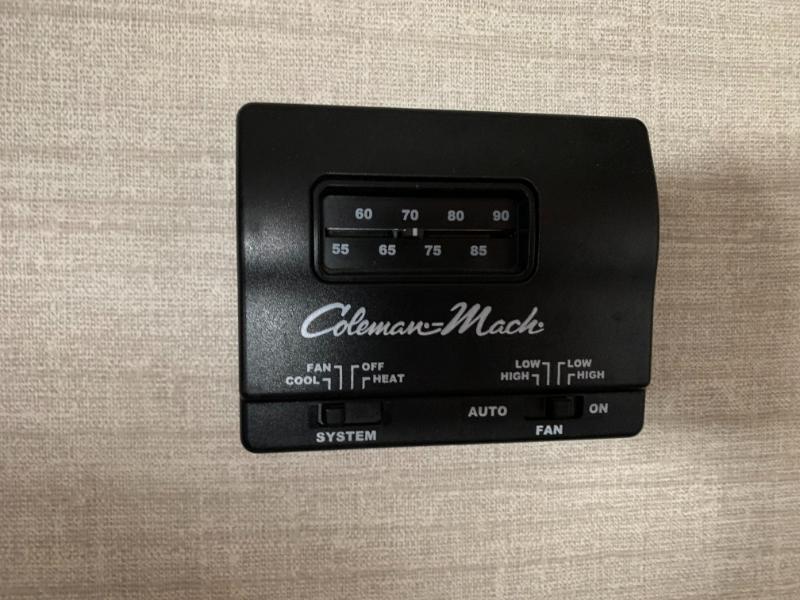 60 70 80 90
55 65 75 85
Coleman-Mach
FAN OFF
COOL HEAT
LOW LOW
HIGH HIGH
AUTO ON
SYSTEM
FAN